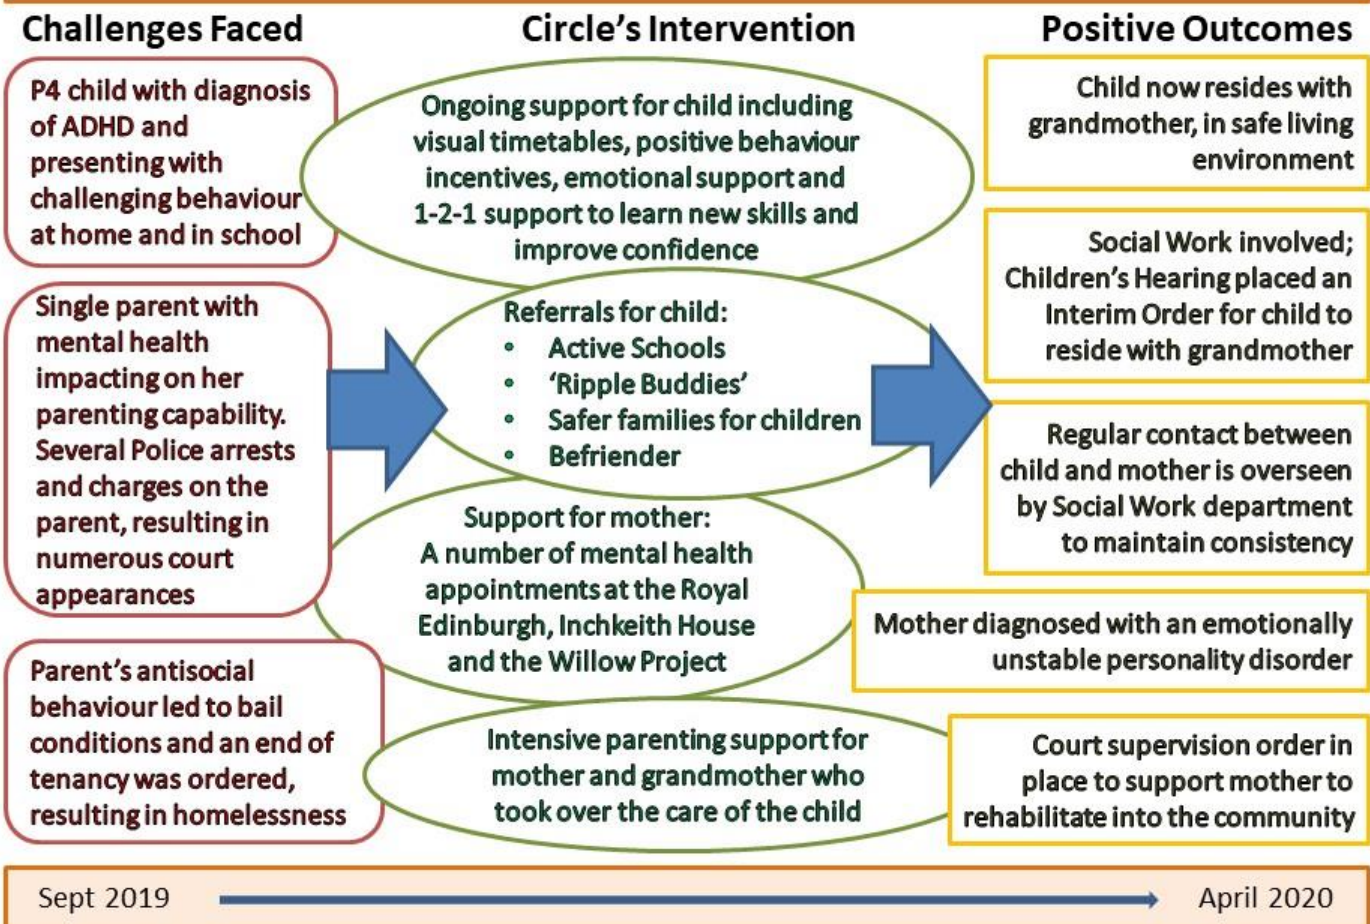 Challenges Faced
Circle's Intervention
Positive Outcomes
P4 child with diagnosis
of ADHD and
presenting with
challenging behaviour
at home and in school
Single parent with
mental health
impacting on her
parenting capability.
Several Police arrests
and charges on the
parent, resulting in
numerous court
appearances
Parent's antisocial
behaviour led to bail
conditions and an end of
tenancy was ordered,
resulting in homelessness
Ongoing support for child including
visual timetables, positive behaviour
incentives, emotional support and
1-2-1 support to learn new skills and
improve confidence
Referrals for child:
• Active Schools
• 'Ripple Buddies'
• Safer families for children
• Befriender
Support for mother:
A number of mental health
appointments at the Royal
Edinburgh, Inchkeith House
and the Willow Project
Intensive parenting support for
mother and grandmother who
took over the care of the child
Child now resides with
grandmother, in safe living
environment
Social Work involved;
Children's Hearing placed an
Interim Order for child to
reside with grandmother
Regular contact between
child and mother is overseen
by Social Work department
to maintain consistency
Mother diagnosed with an emotionally
unstable personality disorder
Court supervision order in
place to support mother to
rehabilitate into the community
Sept 2019
April 2020